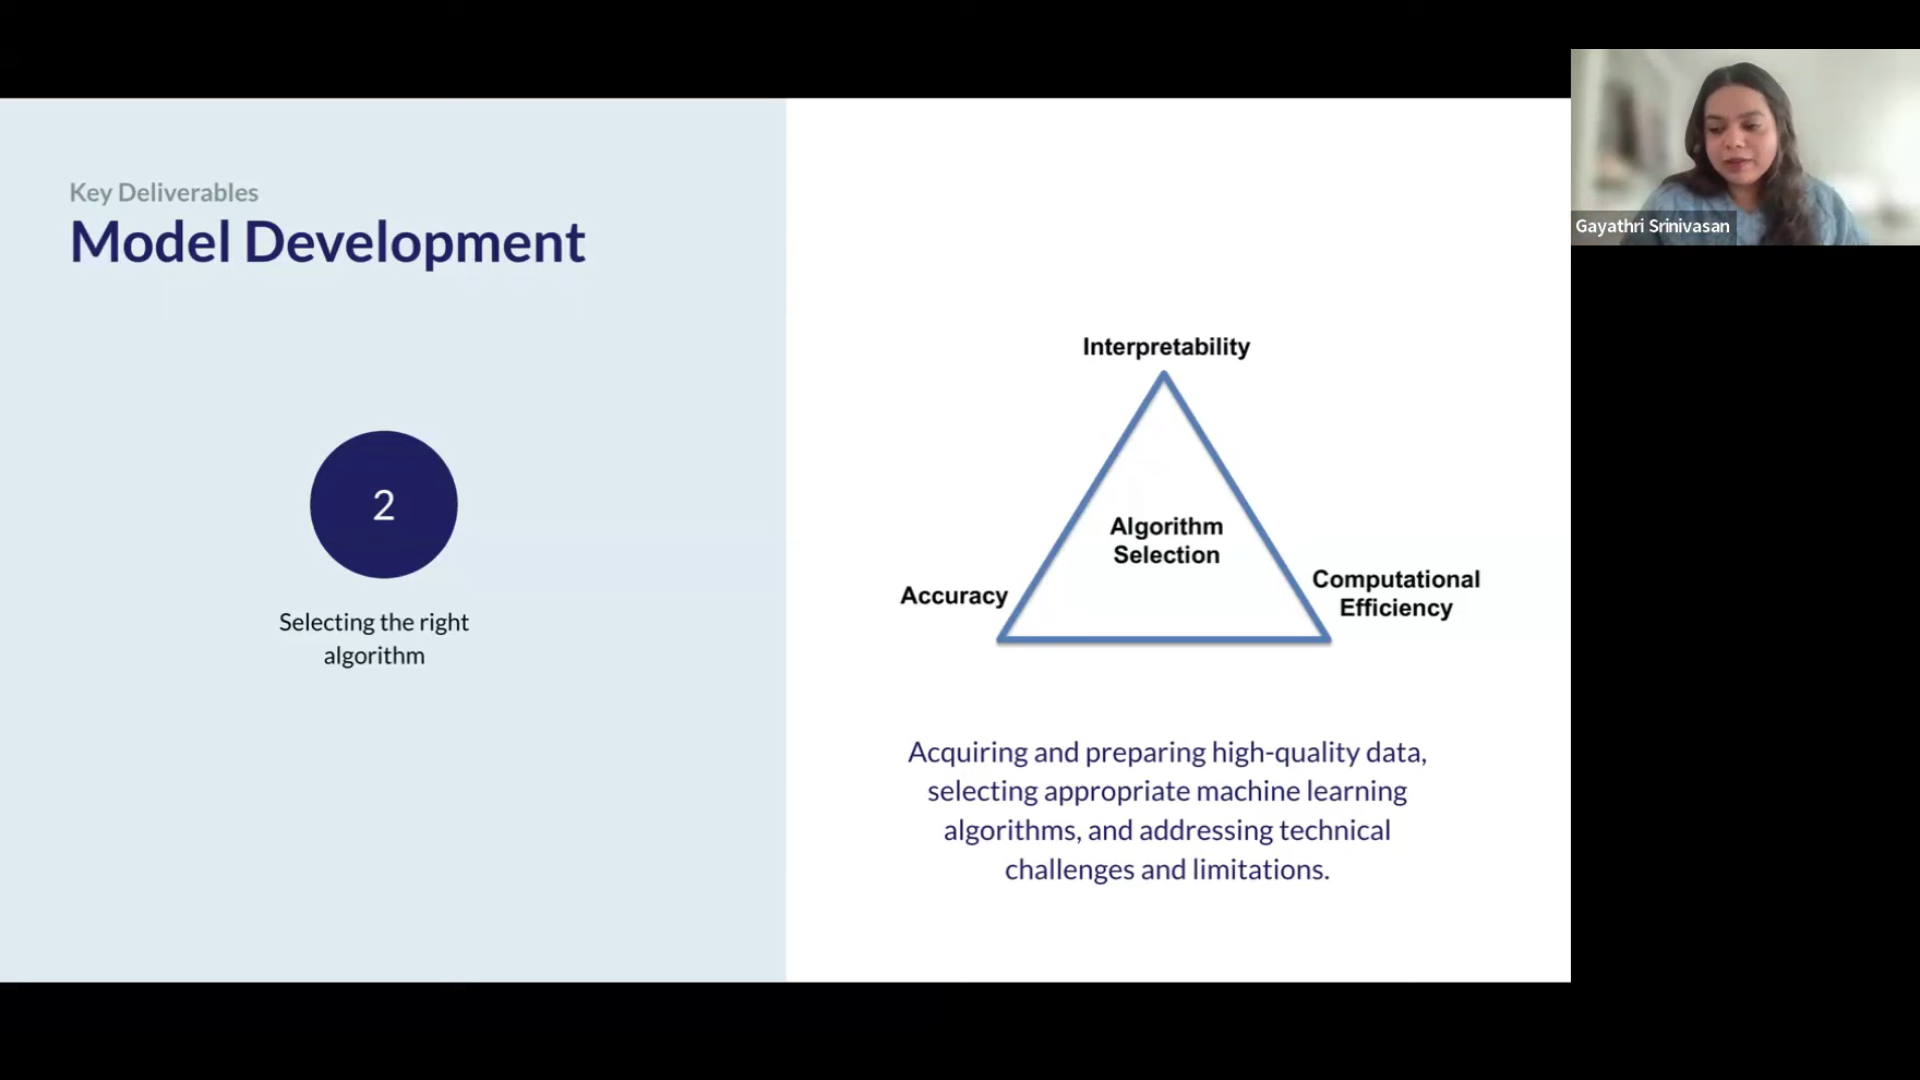 Key Deliverables
Model Development
2
Selecting the right
algorithm
Interpretability
Algorithm
Selection
Accuracy
Computational
Efficiency
Acquiring and preparing high-quality data,
selecting appropriate machine learning
algorithms, and addressing technical
challenges and limitations.
Gayathri Srinivasan